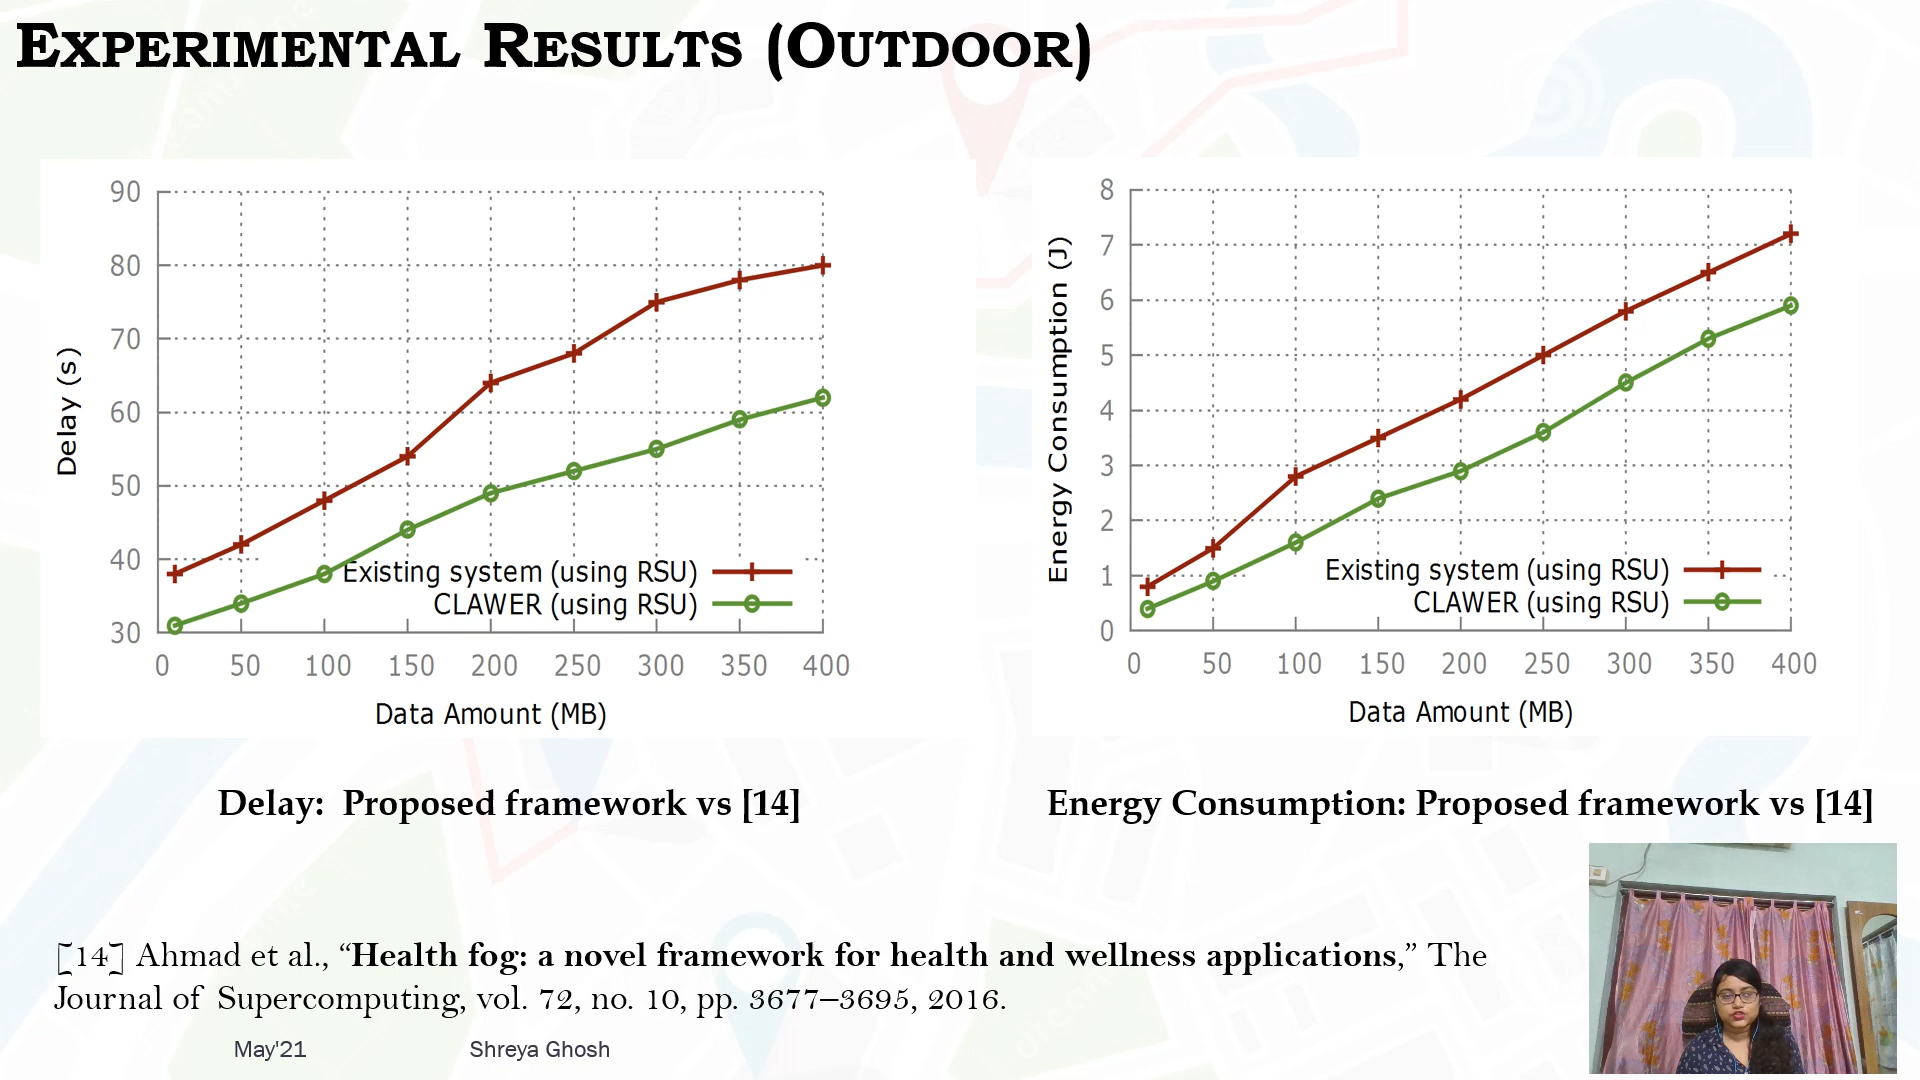 EXPERIMENTAL RESULTS (OUTDOOR)
90
80
70
60
50
40
30
Delay (s)
Existing system (using RSU)
CLAWER (using RSU)
0 50 100 150 200 250 300 350 400
Data Amount (MB)
8
7
6
5
4
3
2
1
0
Energy Consumption (J)
Existing system (using RSU)
CLAWER (using RSU)
0 50 100 150 200 250 300 350 400
Data Amount (MB)
Delay: Proposed framework vs [14]
Energy Consumption: Proposed framework vs [14]
[14] Ahmad et al., “Health fog: a novel framework for health and wellness applications,” The
Journal of Supercomputing, vol. 72, no. 10, pp. 3677–3695, 2016.
May'21 Shreya Ghosh